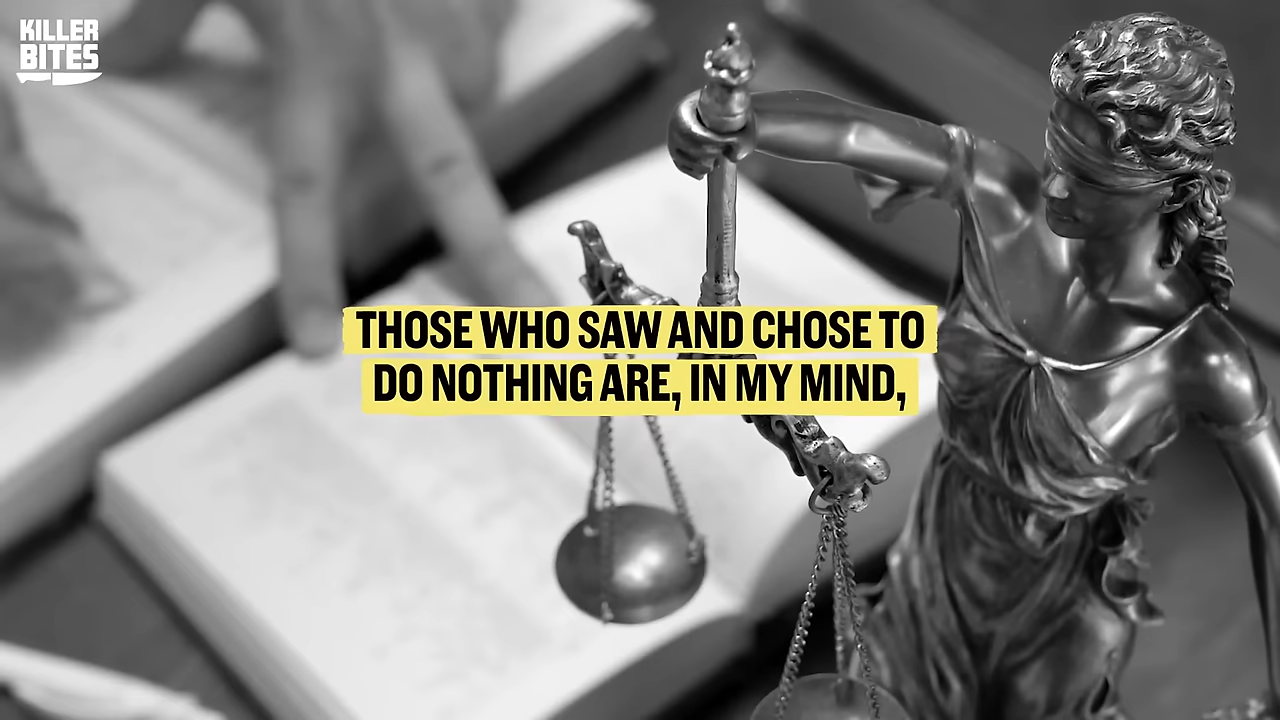 KILLER
BITES
THOSE WHO SAW AND CHOSE TO
DO NOTHING ARE, IN MY MIND,